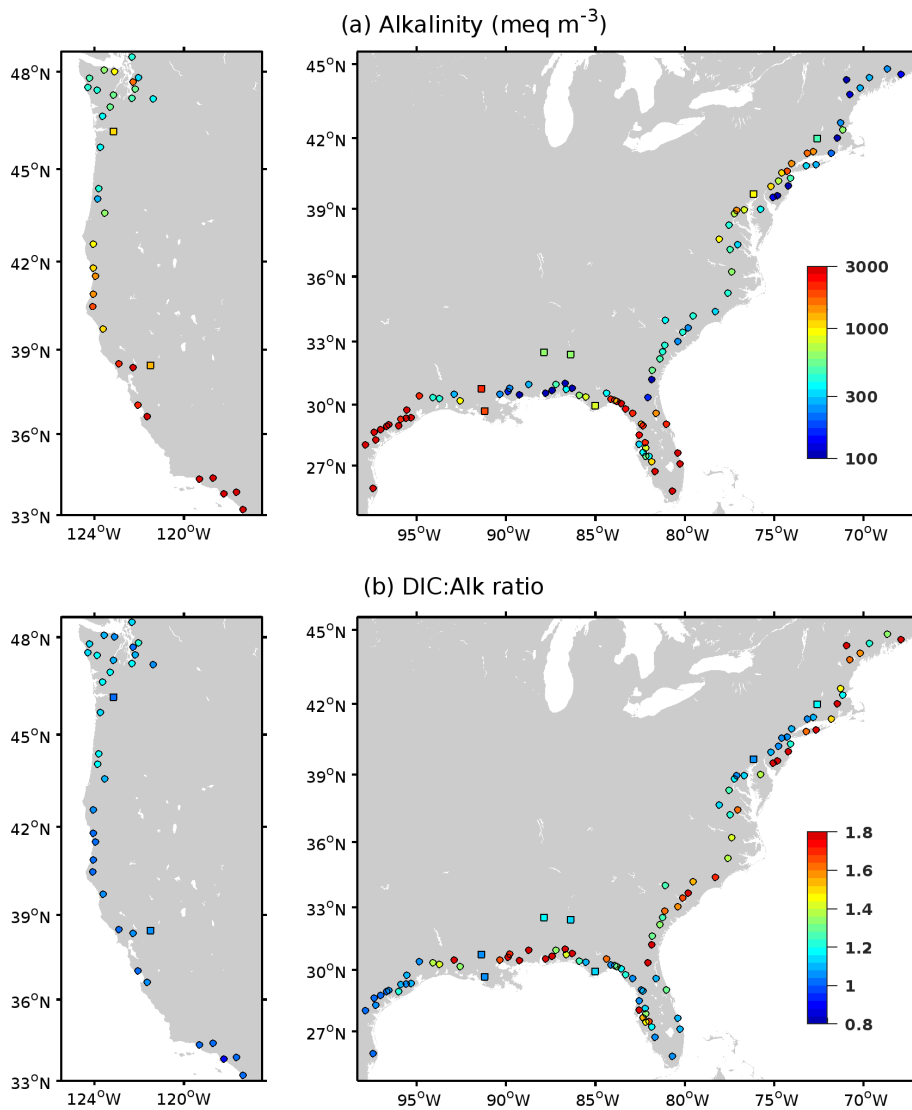 (a) Alkalinity (meq m⁻³)
48°N
45°N
42°N
39°N
36°N
33°N
124°W
120°W
45°N
42°N
39°N
36°N
33°N
30°N
27°N
95°W
90°W
85°W
80°W
75°W
70°W
3000
1000
300
100
(b) DIC:Alk ratio
48°N
45°N
42°N
39°N
36°N
33°N
124°W
120°W
45°N
42°N
39°N
36°N
33°N
30°N
27°N
95°W
90°W
85°W
80°W
75°W
70°W
1.8
1.6
1.4
1.2
1
0.8